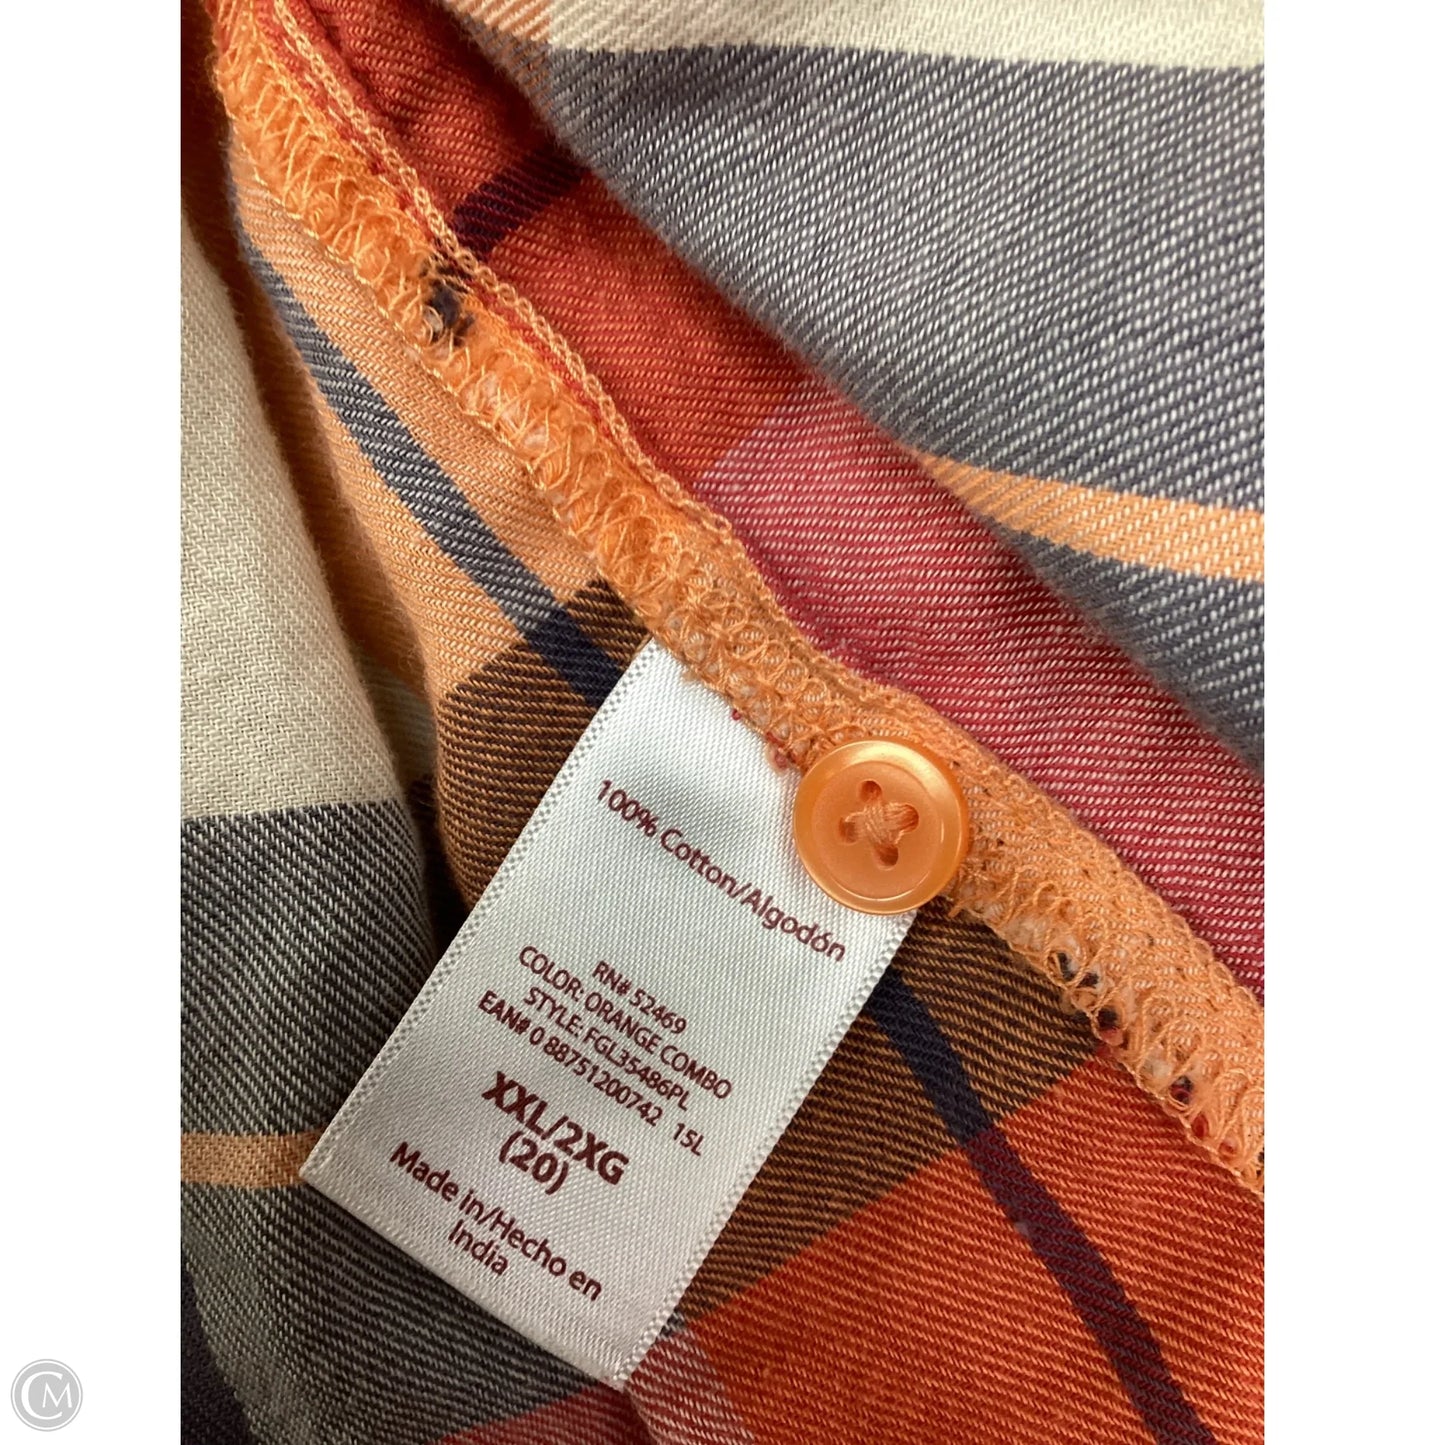 100% Cotton/Algodón
RN# 52469
COLOR: ORANGE COMBO
STYLE: FGL35486PL
EAN# 0 88751200742 15L
XXL/2XG
(20)
Made in/Hecho en
India
CM